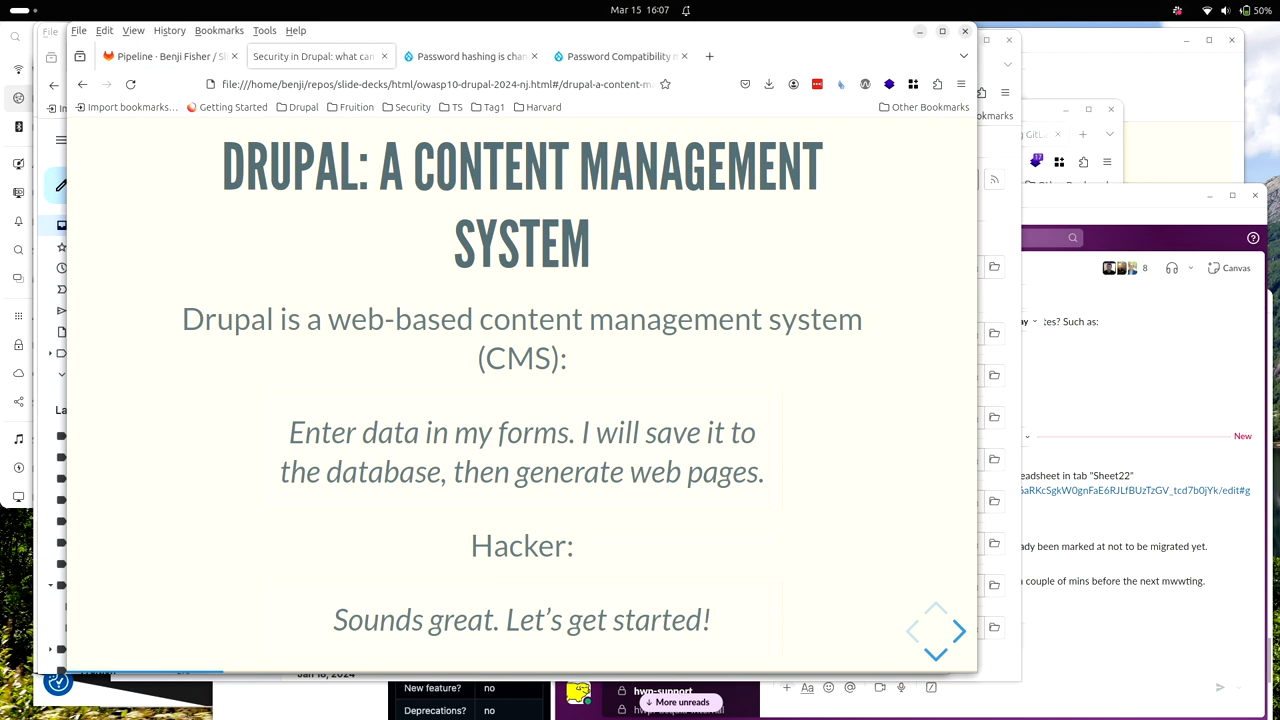 Mar 15 16:07
50%
File Edit View History Bookmarks Tools Help
File
Pipeline · Benji Fisher / Sl
Security in Drupal: what can
Password hashing is chan
Password Compatibility m
file:///home/benji/repos/slide-decks/html/owasp10-drupal-2024-nj.html#/drupal-a-content-m
Import bookmarks...
Getting Started
Drupal
Fruition
Security
TS
Tag1
Harvard
Other Bookmarks
DRUPAL: A CONTENT MANAGEMENT
SYSTEM
Drupal is a web-based content management system
(CMS):
Enter data in my forms. I will save it to
the database, then generate web pages.
Hacker:
Sounds great. Let's get started!
La
Canvas
8
tes? Such as:
New
eadsheet in tab "Sheet22"
ady been marked at not to be migrated yet.
couple of mins before the next mwwting.
New feature? no
Deprecations? no
hwp-support
More unreads